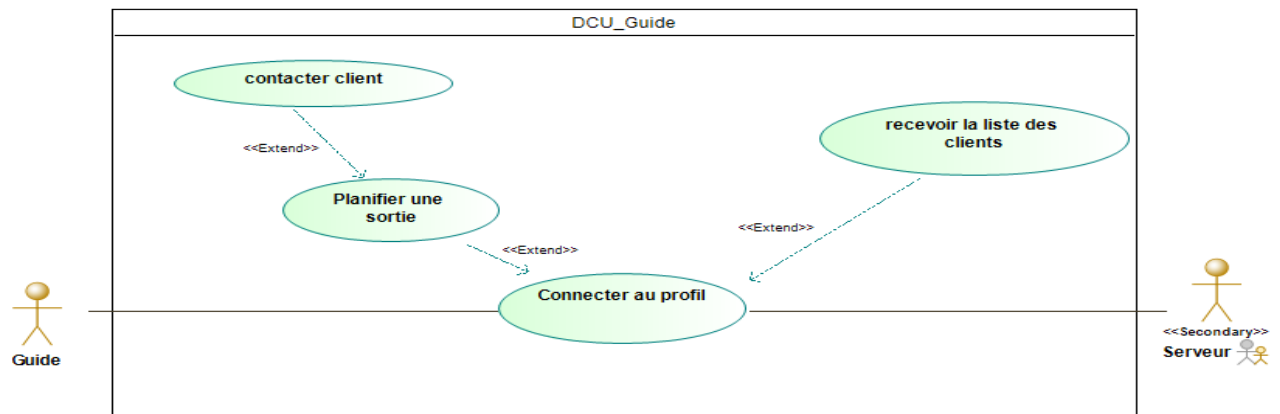 DCU_Guide
contacter client
recevoir la liste des
clients
<<Extend>>
Planifier une
sortie
<<Extend>>
<<Extend>>
Connecter au profil
Guide
<<Secondary>>
Serveur